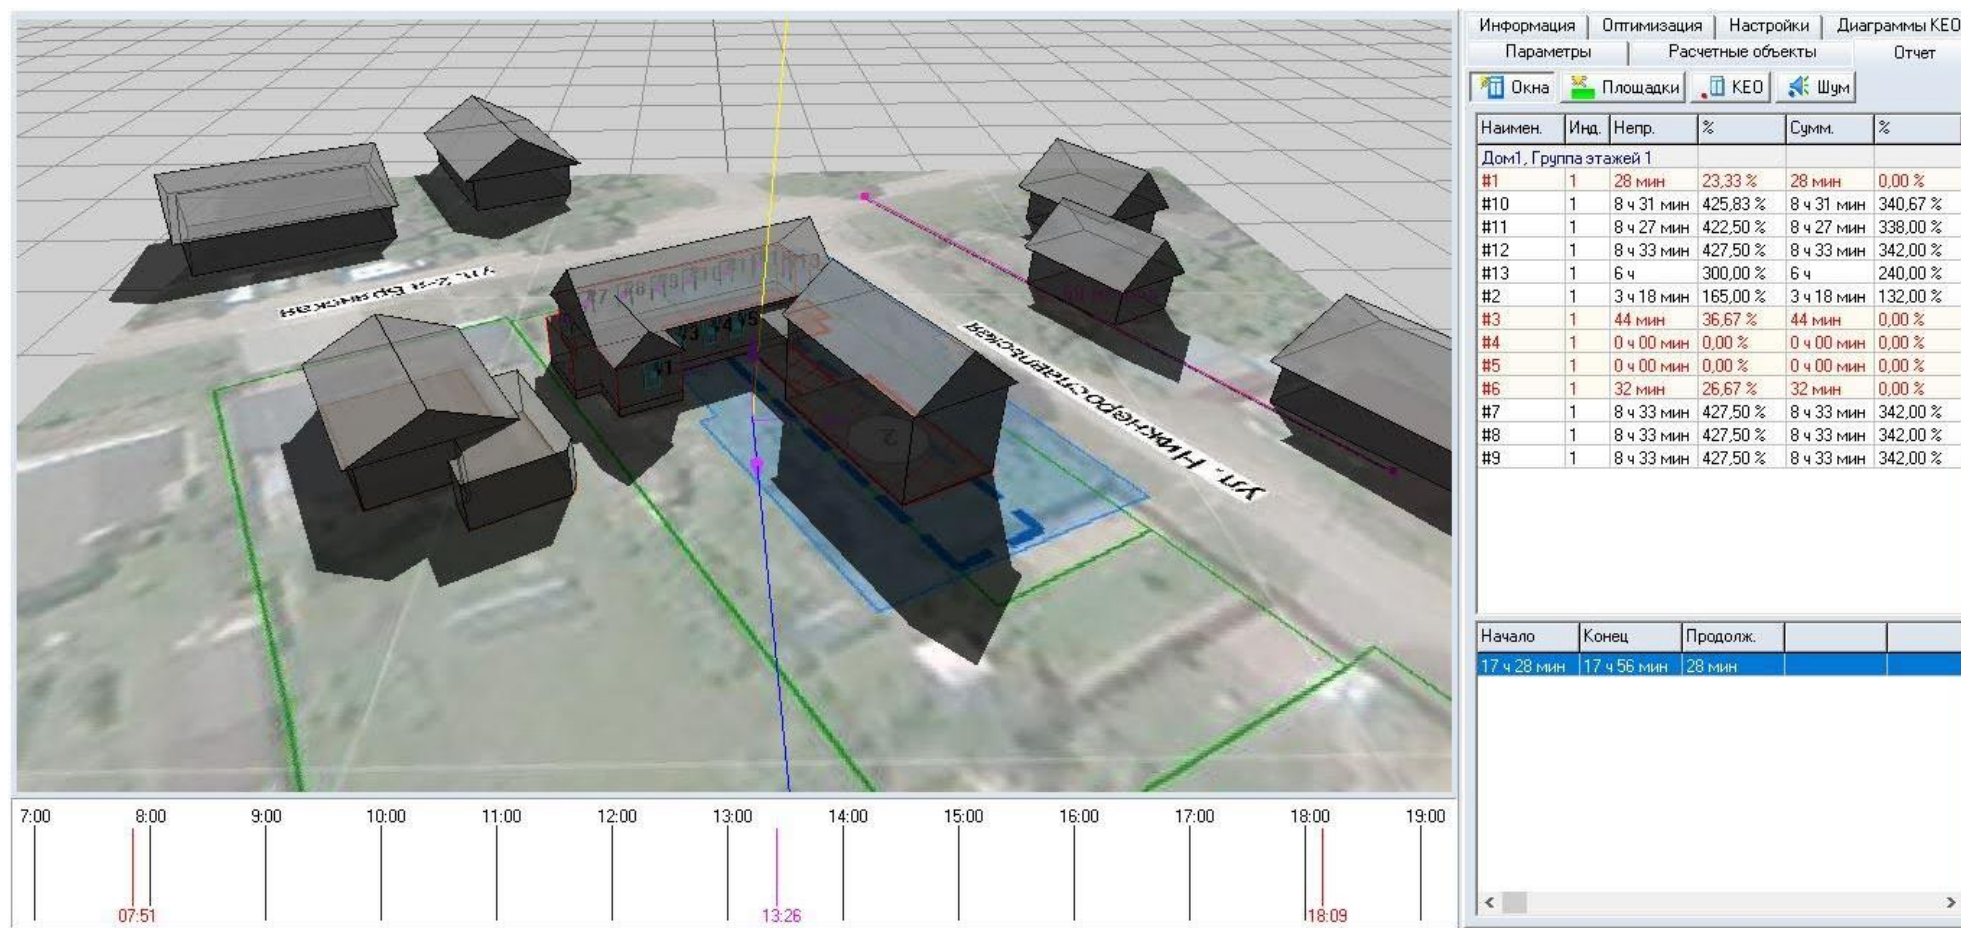 Информация Оптимизация Настройки Диаграммы КЕО
Параметры Расчетные объекты Отчет
Окна Площадки КЕО Шум
Наимен. Инд. Непр. % Сумм. %
Дом1, Группа этажей 1
#1 1 28 мин 23,33 % 28 мин 0,00 %
#10 1 8 ч 31 мин 425,83 % 8 ч 31 мин 340,67 %
#11 1 8 ч 27 мин 422,50 % 8 ч 27 мин 338,00 %
#12 1 8 ч 33 мин 427,50 % 8 ч 33 мин 342,00 %
#13 1 6 ч 300,00 % 6 ч 240,00 %
#2 1 3 ч 18 мин 165,00 % 3 ч 18 мин 132,00 %
#3 1 44 мин 36,67 % 44 мин 0,00 %
#4 1 0 ч 00 мин 0,00 % 0 ч 00 мин 0,00 %
#5 1 0 ч 00 мин 0,00 % 0 ч 00 мин 0,00 %
#6 1 32 мин 26,67 % 32 мин 0,00 %
#7 1 8 ч 33 мин 427,50 % 8 ч 33 мин 342,00 %
#8 1 8 ч 33 мин 427,50 % 8 ч 33 мин 342,00 %
#9 1 8 ч 33 мин 427,50 % 8 ч 33 мин 342,00 %
Начало Конец Продолж.
17 ч 28 мин 17 ч 56 мин 28 мин
ул. 2-я Брянская
ул. Нижнеярославльская
2
7:00 8:00 9:00 10:00 11:00 12:00 13:00 14:00 15:00 16:00 17:00 18:00 19:00
07:51 13:26 18:09